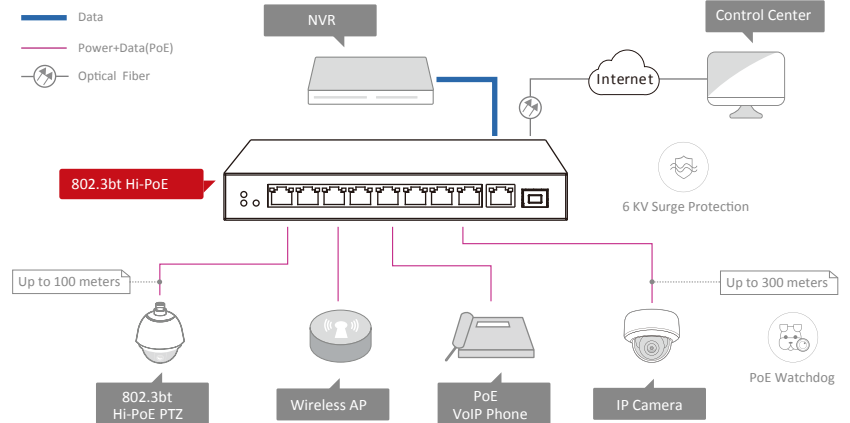 Data
Power+Data(PoE)
Optical Fiber
NVR
Control Center
Internet
802.3bt Hi-PoE
6 KV Surge Protection
Up to 100 meters
Up to 300 meters
802.3bt
Hi-PoE PTZ
Wireless AP
PoE
VoIP Phone
IP Camera
PoE Watchdog